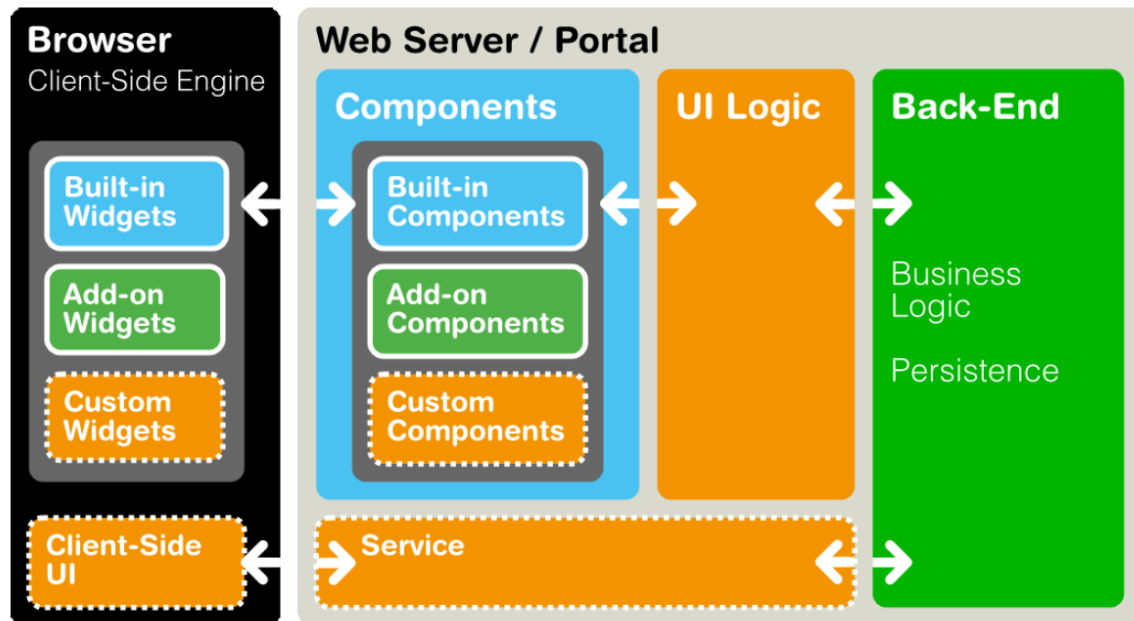 Browser
Client-Side Engine
Built-in
Widgets
Add-on
Widgets
Custom
Widgets
Client-Side
UI
Web Server / Portal
Components
Built-in
Components
Add-on
Components
Custom
Components
UI Logic
Service
Back-End
Business
Logic
Persistence